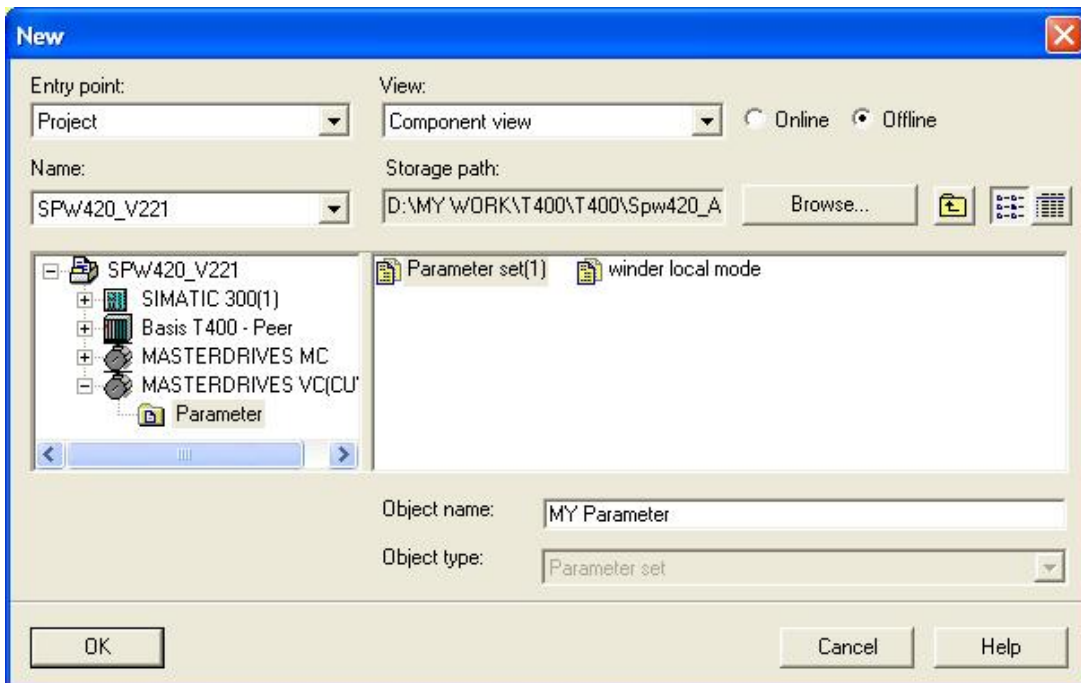 New
Entry point:
View:
Project
Component view
Online
Offline
Name:
Storage path:
SPW420_V221
D:\MY WORK\T400\T400\Spw420_A
Browse...
SPW420_V221
SIMATIC 300(1)
Basis T400 - Peer
MASTERDRIVES MC
MASTERDRIVES VC(CU
Parameter
Parameter set(1)
winder local mode
Object name:
MY Parameter
Object type:
Parameter set
OK
Cancel
Help